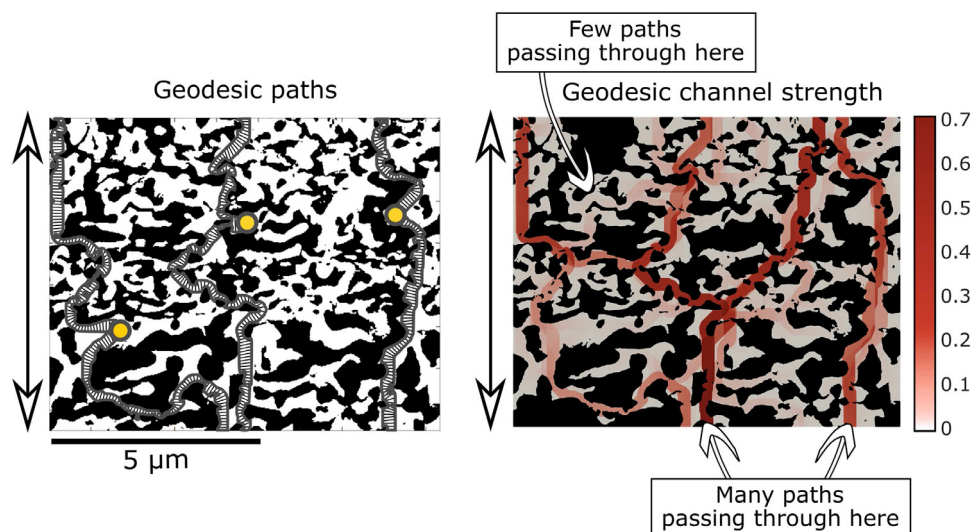 Few paths
passing through here
Geodesic paths
Geodesic channel strength
0.7
0.6
0.5
0.4
0.3
0.2
0.1
0
5 μm
Many paths
passing through here